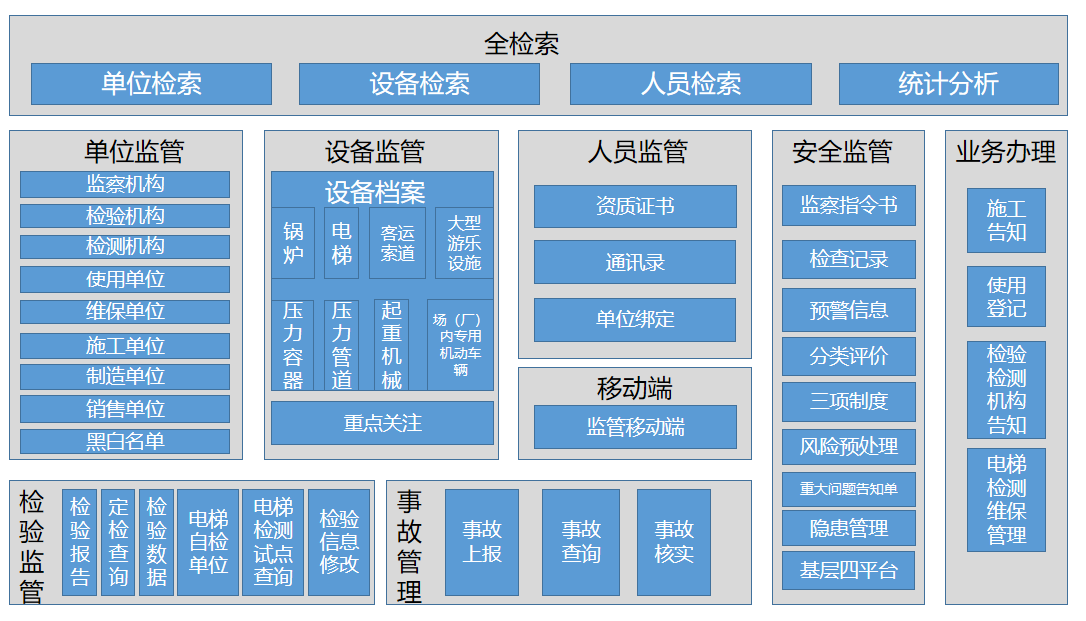 全检索
单位检索
设备检索
人员检索
统计分析
单位监管
监察机构
检验机构
检测机构
使用单位
维保单位
施工单位
制造单位
销售单位
黑白名单
设备监管
设备档案
锅
炉
电
梯
客运
索道
大型
游乐
设施
压
力
容
器
压
力
管
道
起
重
机
械
场（厂）
内专用
机动车
辆
重点关注
人员监管
资质证书
通讯录
单位绑定
移动端
监管移动端
安全监管
监察指令书
检查记录
预警信息
分类评价
三项制度
风险预处理
重大问题告知单
隐患管理
基层四平台
业务办理
施工
告知
使用
登记
检验
检测
机构
告知
电梯
检测
维保
管理
检
验
监
管
检
验
报
告
定
检
查
询
检
验
数
据
电梯
自检
单位
电梯
检测
试点
查询
检验
信息
修改
事
故
管
理
事故
上报
事故
查询
事故
核实